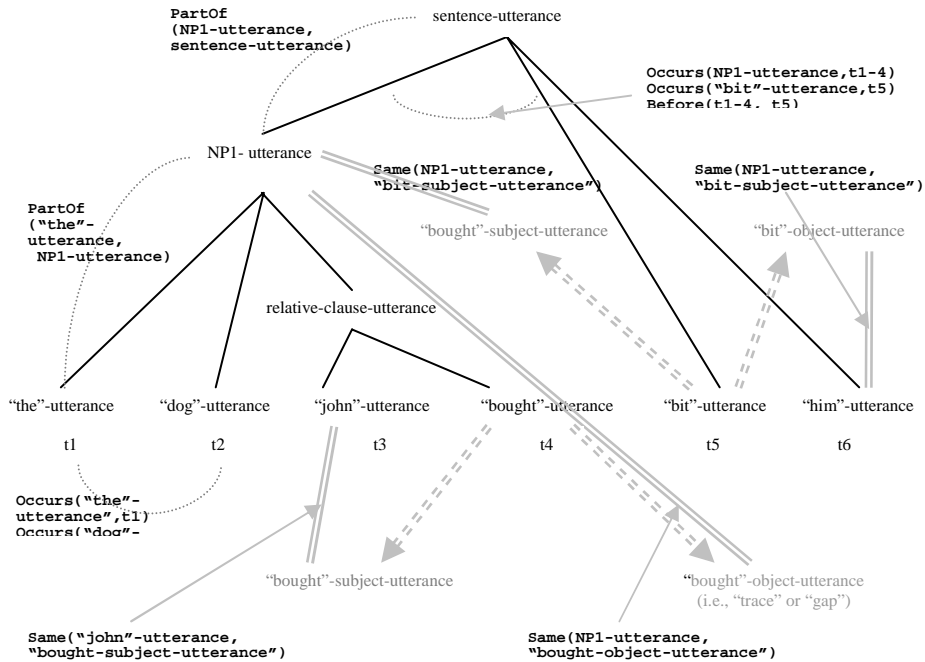 PartOf
(NP1-utterance,
sentence-utterance)
sentence-utterance
Occurs(NP1-utterance,t1-4)
Occurs(“bit”-utterance,t5)
Before(t1-4, t5)
NP1- utterance
Same(NP1-utterance,
“bit-subject-utterance”)
Same(NP1-utterance,
“bit-subject-utterance”)
PartOf
(“the”-
utterance,
NP1-utterance)
“bought”-subject-utterance
“bit”-object-utterance
relative-clause-utterance
“the”-utterance
“dog”-utterance
“john”-utterance
“bought”-utterance
“bit”-utterance
“him”-utterance
t1
t2
t3
t4
t5
t6
Occurs(“the”-
utterance”,t1)
Occurs(“dog”-
“bought”-subject-utterance
“bought”-object-utterance
(i.e., “trace” or “gap”)
Same(“john”-utterance,
“bought-subject-utterance”)
Same(NP1-utterance,
“bought-object-utterance”)